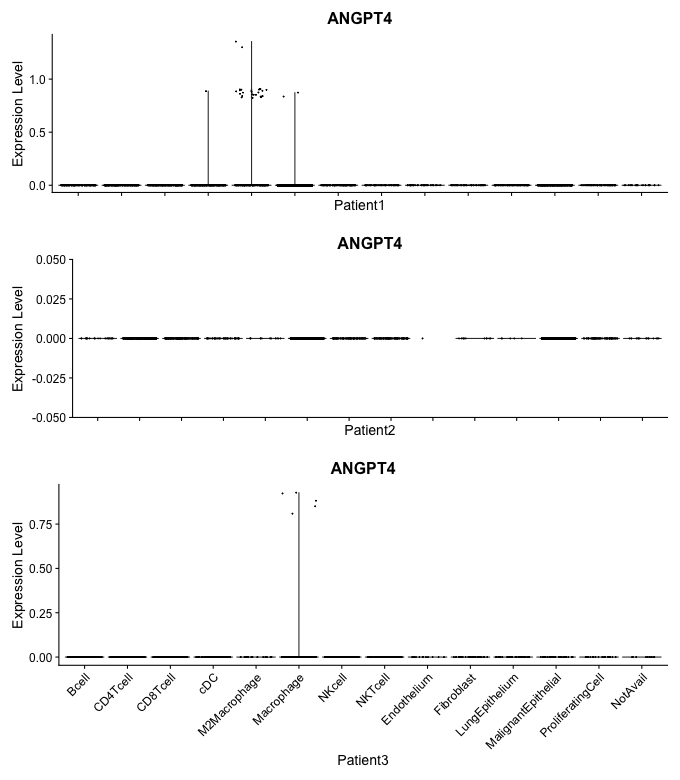 ANGPT4
Expression Level
1.0
0.5
0.0
Patient1
ANGPT4
Expression Level
0.050
0.025
0.000
-0.025
-0.050
Patient2
ANGPT4
Expression Level
0.75
0.50
0.25
0.00
Bcell
CD4Tcell
CD8Tcell
cDC
M2Macrophage
Macrophage
NKcell
NKTcell
Endothelium
Fibroblast
LungEpithelium
MalignantEpithelial
ProliferatingCell
NotAvail
Patient3